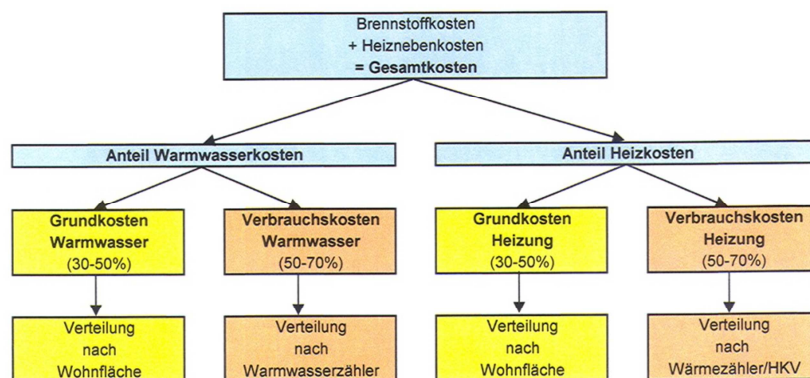 Brennstoffkosten
+ Heiznebenkosten
= Gesamtkosten
Anteil Warmwasserkosten
Anteil Heizkosten
Grundkosten
Warmwasser
(30-50%)
Verbrauchskosten
Warmwasser
(50-70%)
Grundkosten
Heizung
(30-50%)
Verbrauchskosten
Heizung
(50-70%)
Verteilung
nach
Wohnfläche
Verteilung
nach
Warmwasserzähler
Verteilung
nach
Wohnfläche
Verteilung
nach
Wärmezähler/HKV